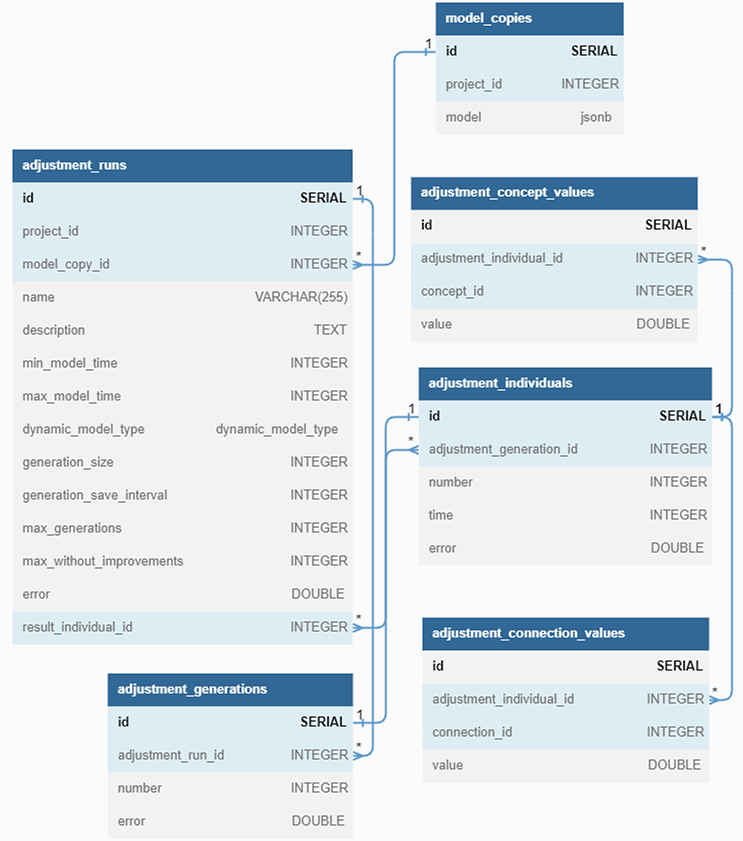 model_copies
1
id SERIAL
project_id INTEGER
model jsonb
adjustment_runs
id SERIAL 1
project_id INTEGER
model_copy_id INTEGER *
name VARCHAR(255)
description TEXT
min_model_time INTEGER
max_model_time INTEGER
dynamic_model_type dynamic_model_type
generation_size INTEGER
generation_save_interval INTEGER
max_generations INTEGER
max_without_improvements INTEGER
error DOUBLE
result_individual_id INTEGER *
adjustment_concept_values
id SERIAL
adjustment_individual_id INTEGER *
concept_id INTEGER
value DOUBLE
adjustment_individuals
1 id SERIAL 1
* adjustment_generation_id INTEGER
number INTEGER
time INTEGER
error DOUBLE
adjustment_connection_values
id SERIAL
adjustment_individual_id INTEGER *
connection_id INTEGER
value DOUBLE
adjustment_generations
id SERIAL 1
adjustment_run_id INTEGER *
number INTEGER
error DOUBLE